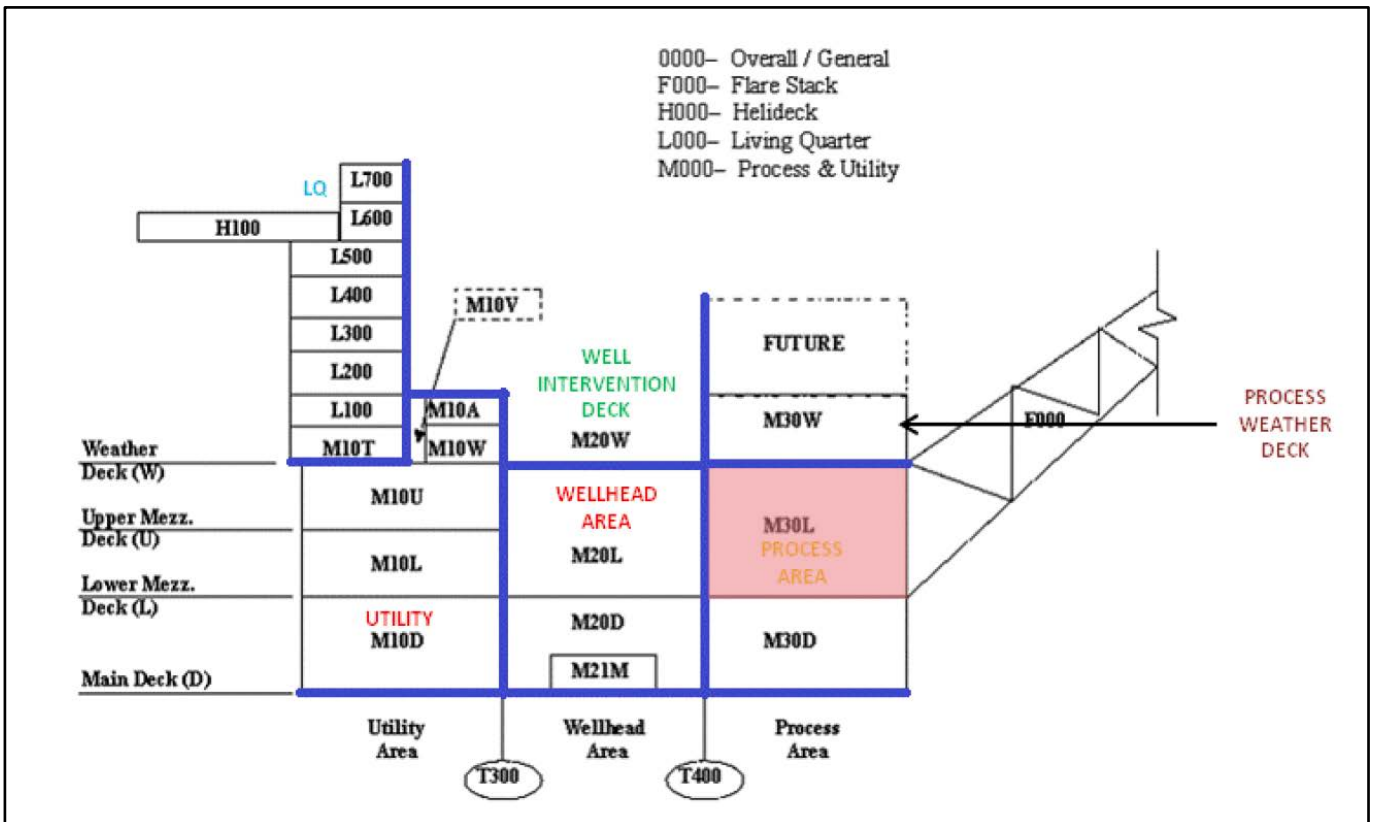 0000– Overall / General
F000– Flare Stack
H000– Helideck
L000– Living Quarter
M000– Process & Utility
LQ
L700
H100
L600
L500
L400
M10V
L300
FUTURE
L200
WELL
INTERVENTION
DECK
L100
M10A
M30W
F000
PROCESS
WEATHER
DECK
M10T
M10W
M20W
Weather
Deck (W)
M10U
WELLHEAD
AREA
Upper Mezz.
Deck (U)
M30L
PROCESS
AREA
M10L
M20L
Lower Mezz.
Deck (L)
UTILITY
M10D
M20D
M30D
M21M
Main Deck (D)
Utility
Area
Wellhead
Area
Process
Area
T300
T400